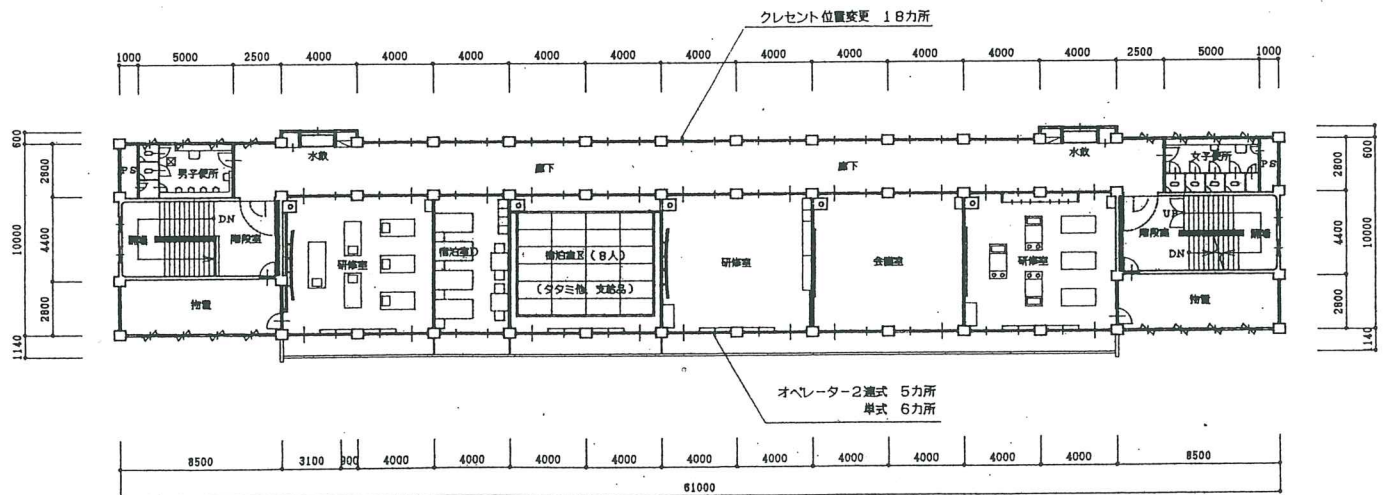 クレセント位置変更 18カ所
1000 5000 2500 4000 4000 4000 4000 4000 4000 4000 4000 4000 4000 4000 2500 5000 1000
600
2800
10000
4400
2800
1140
600
2800
4400
10000
2800
1140
水飲
水飲
PS
男子便所
廊下
廊下
女子便所
PS
DN
階段室
UP
階段室
DN
研修室
宿泊室D
宿泊室E(8人)
(タタミ他 支給品)
研修室
会議室
研修室
物置
物置
オペレーター2連式 5カ所
単式 6カ所
8500 3100 900 4000 4000 4000 4000 4000 4000 4000 4000 4000 4000 8500
61000